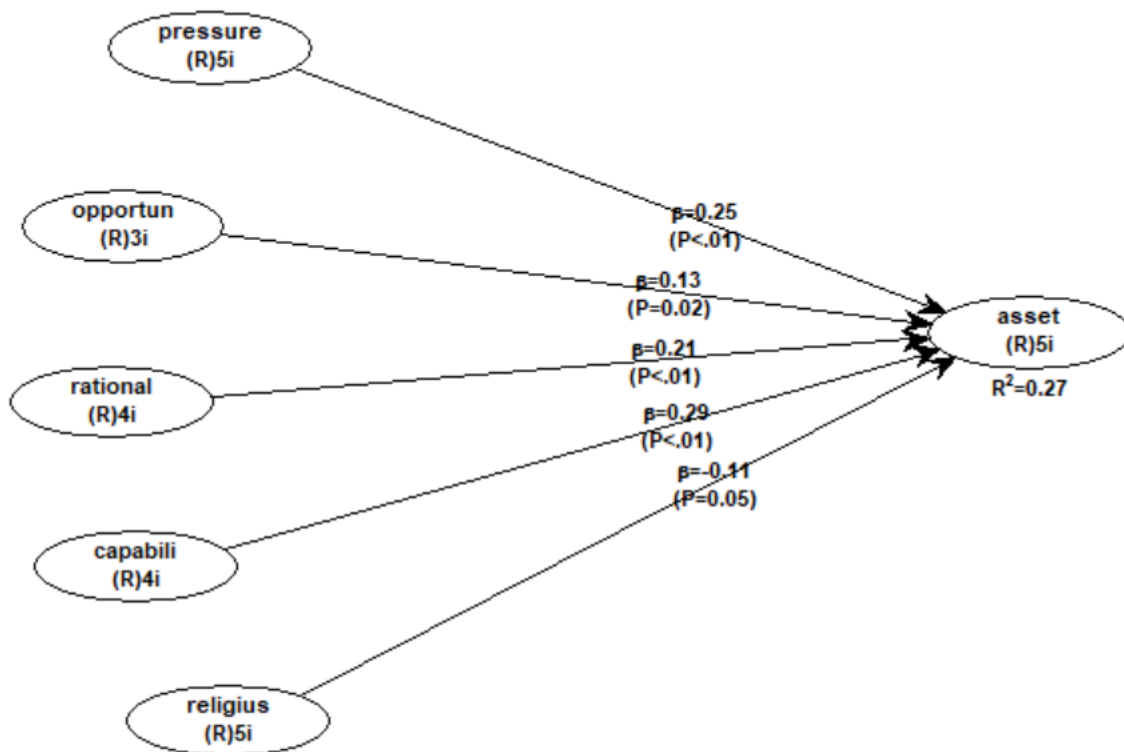 pressure
(R)5i
opportun
(R)3i
rational
(R)4i
capabili
(R)4i
religius
(R)5i
β=0.25
(P<.01)
β=0.13
(P=0.02)
β=0.21
(P<.01)
β=0.29
(P<.01)
β=-0.11
(P=0.05)
asset
(R)5i
R²=0.27